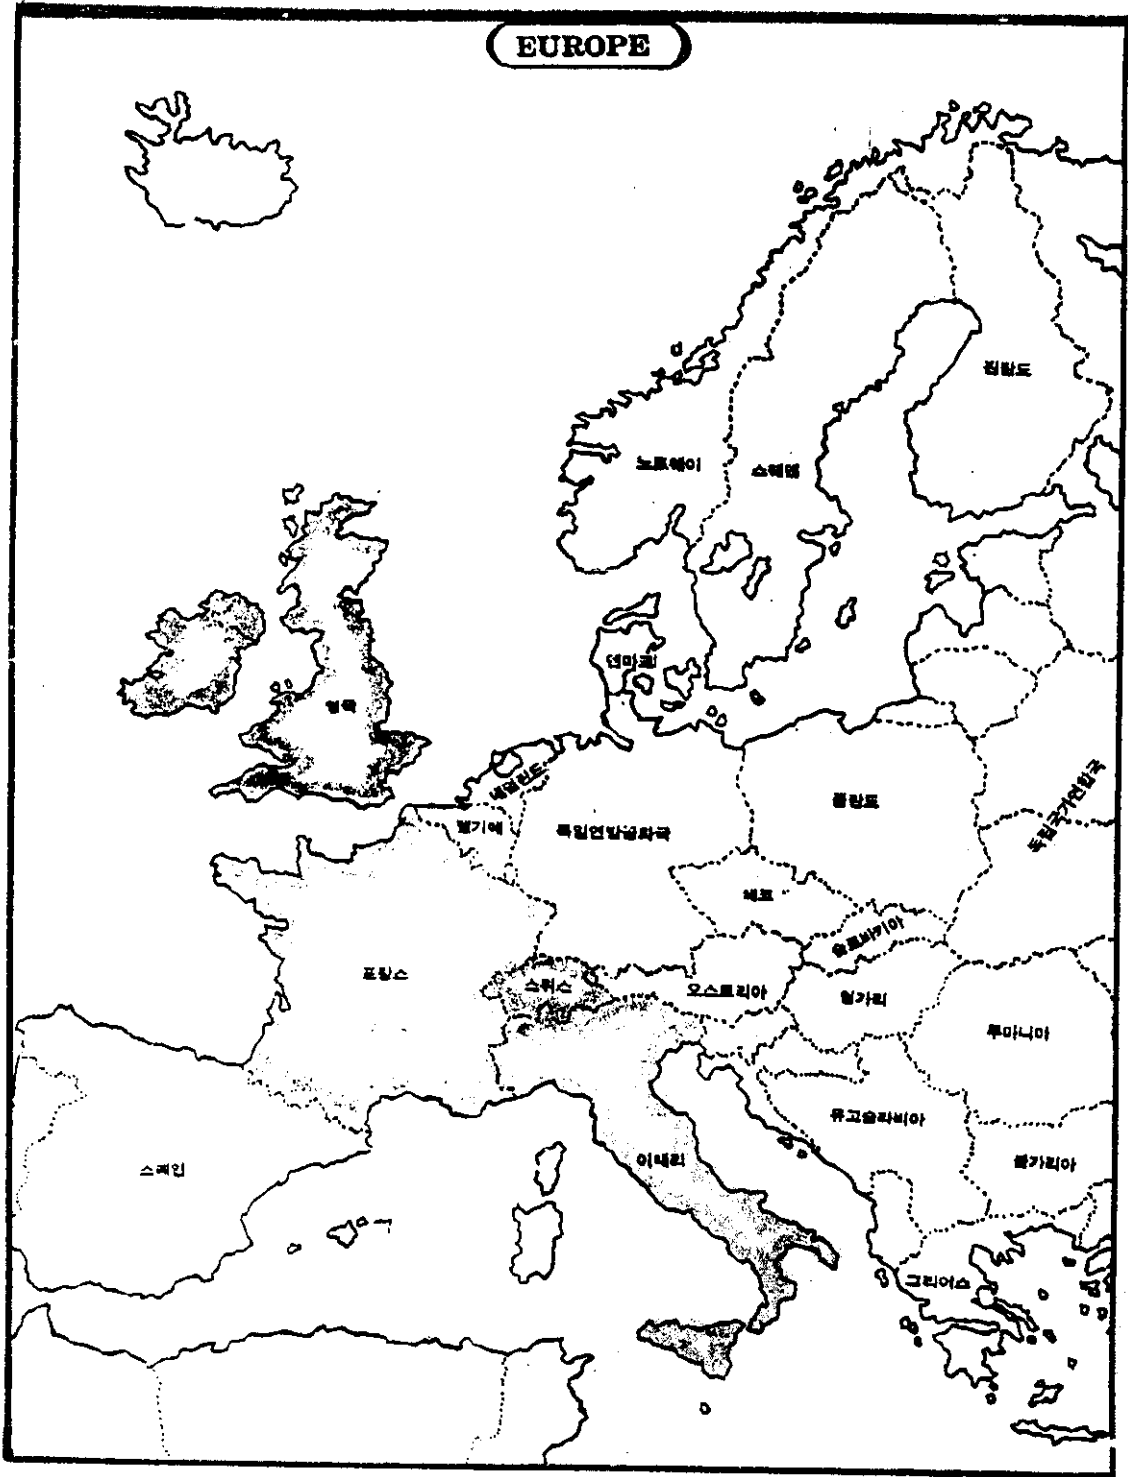 EUROPE
핀란드
노르웨이
스웨덴
덴마크
영국
네덜란드
독립국가연합국
폴란드
벨기에
독일연방공화국
체코
슬로바키아
프랑스
스위스
오스트리아
헝가리
루마니아
유고슬라비아
이태리
불가리아
스페인
그리어스